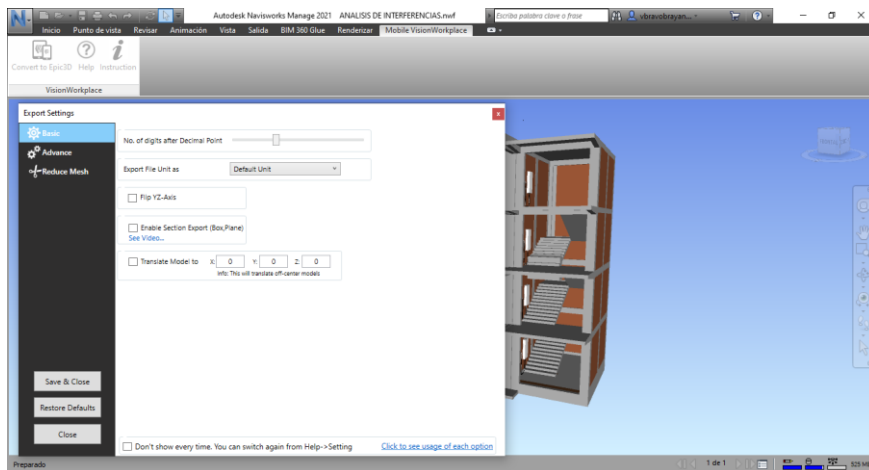 Autodesk Navisworks Manage 2021 ANALISIS DE INTERFERENCIAS.nwf
Escriba palabra clave o frase
vbravobrayan...
Inicio Punto de vista Revisar Animación Vista Salida BIM 360 Glue Renderizar Mobile VisionWorkplace
Convert to Epic3D Help Instruction
VisionWorkplace
Export Settings
Basic
Advance
Reduce Mesh
No. of digits after Decimal Point
Export File Unit as Default Unit
Flip YZ-Axis
Enable Section Export (Box,Plane)
See Video...
Translate Model to X: 0 Y: 0 Z: 0
Info: This will translate off-center models
Save & Close
Restore Defaults
Close
Don't show every time. You can switch again from Help->Setting Click to see usage of each option
Preparado
1 de 1